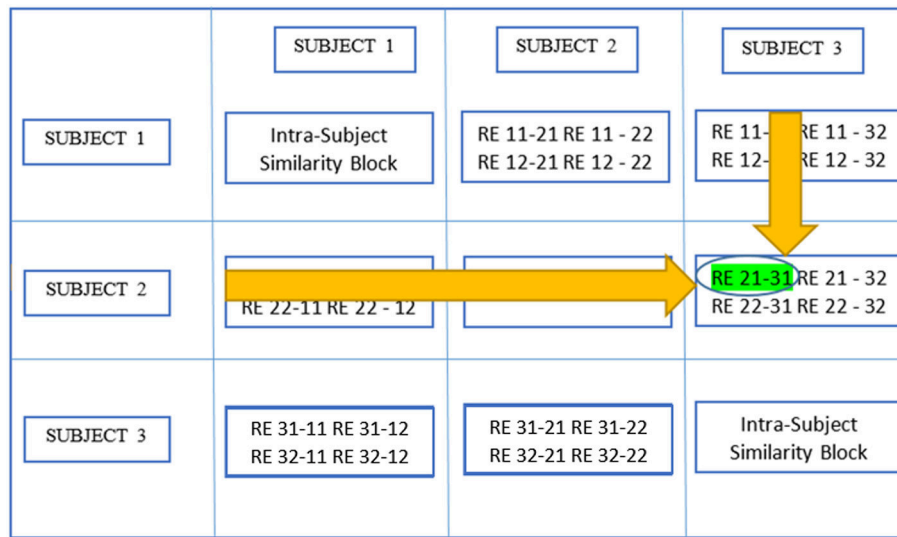 SUBJECT 1
SUBJECT 2
SUBJECT 3
SUBJECT 1
Intra-Subject
Similarity Block
RE 11-21 RE 11 - 22
RE 12-21 RE 12 - 22
RE 11- RE 11 - 32
RE 12- RE 12 - 32
SUBJECT 2
RE 22-11 RE 22 - 12
RE 21-31 RE 21 - 32
RE 22-31 RE 22 - 32
SUBJECT 3
RE 31-11 RE 31-12
RE 32-11 RE 32-12
RE 31-21 RE 31-22
RE 32-21 RE 32-22
Intra-Subject
Similarity Block